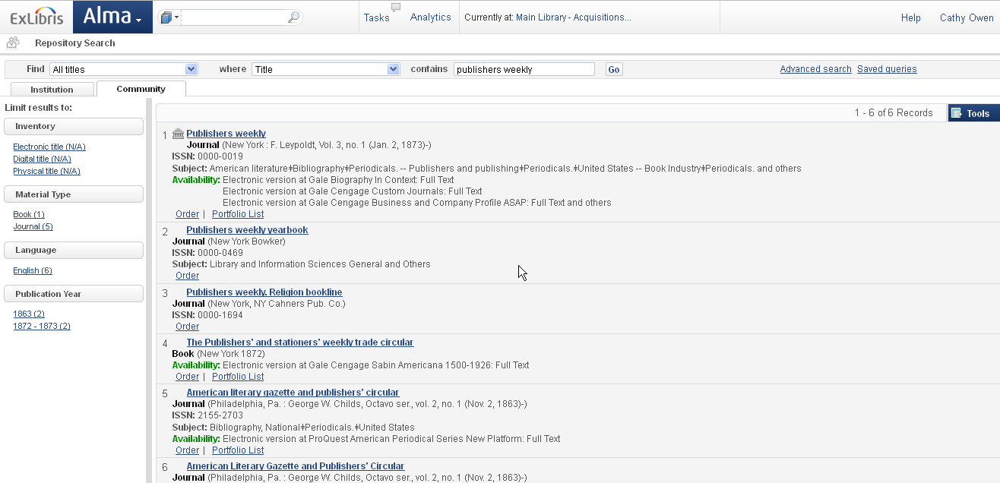 ExLibris Alma Tasks Analytics Currently at: Main Library - Acquisitions... Help Cathy Owen
Repository Search
Find All titles where Title contains publishers weekly Go Advanced search Saved queries
Institution Community
Limit results to:
Inventory
Electronic title (N/A)
Digital title (N/A)
Physical title (N/A)
Material Type
Book (1)
Journal (5)
Language
English (6)
Publication Year
1863 (2)
1872 - 1873 (2)
1 - 6 of 6 Records Tools
1 Publishers weekly
Journal (New York : F. Leypoldt, Vol. 3, no. 1 (Jan. 2, 1873)-)
ISSN: 0000-0019
Subject: American literature‡Bibliography‡Periodicals. -- Publishers and publishing‡Periodicals.‡United States -- Book Industry‡Periodicals. and others
Availability: Electronic version at Gale Biography In Context: Full Text
Electronic version at Gale Cengage Custom Journals: Full Text
Electronic version at Gale Cengage Business and Company Profile ASAP: Full Text and others
Order | Portfolio List
2 Publishers weekly yearbook
Journal (New York Bowker)
ISSN: 0000-0469
Subject: Library and Information Sciences General and Others
Order
3 Publishers weekly. Religion bookline
Journal (New York, NY Cahners Pub. Co.)
ISSN: 0000-1694
Order
4 The Publishers' and stationers' weekly trade circular
Book (New York 1872)
Availability: Electronic version at Gale Cengage Sabin Americana 1500-1926: Full Text
Order | Portfolio List
5 American literary gazette and publishers' circular
Journal (Philadelphia, Pa. : George W. Childs, Octavo ser., vol. 2, no. 1 (Nov. 2, 1863)-)
ISSN: 2155-2703
Subject: Bibliography, National‡Periodicals.‡United States
Availability: Electronic version at ProQuest American Periodical Series New Platform: Full Text
Order | Portfolio List
6 American Literary Gazette and Publishers' Circular
Journal (Philadelphia, Pa. : George W. Childs, Octavo ser., vol. 2, no. 1 (Nov. 2, 1863)-)